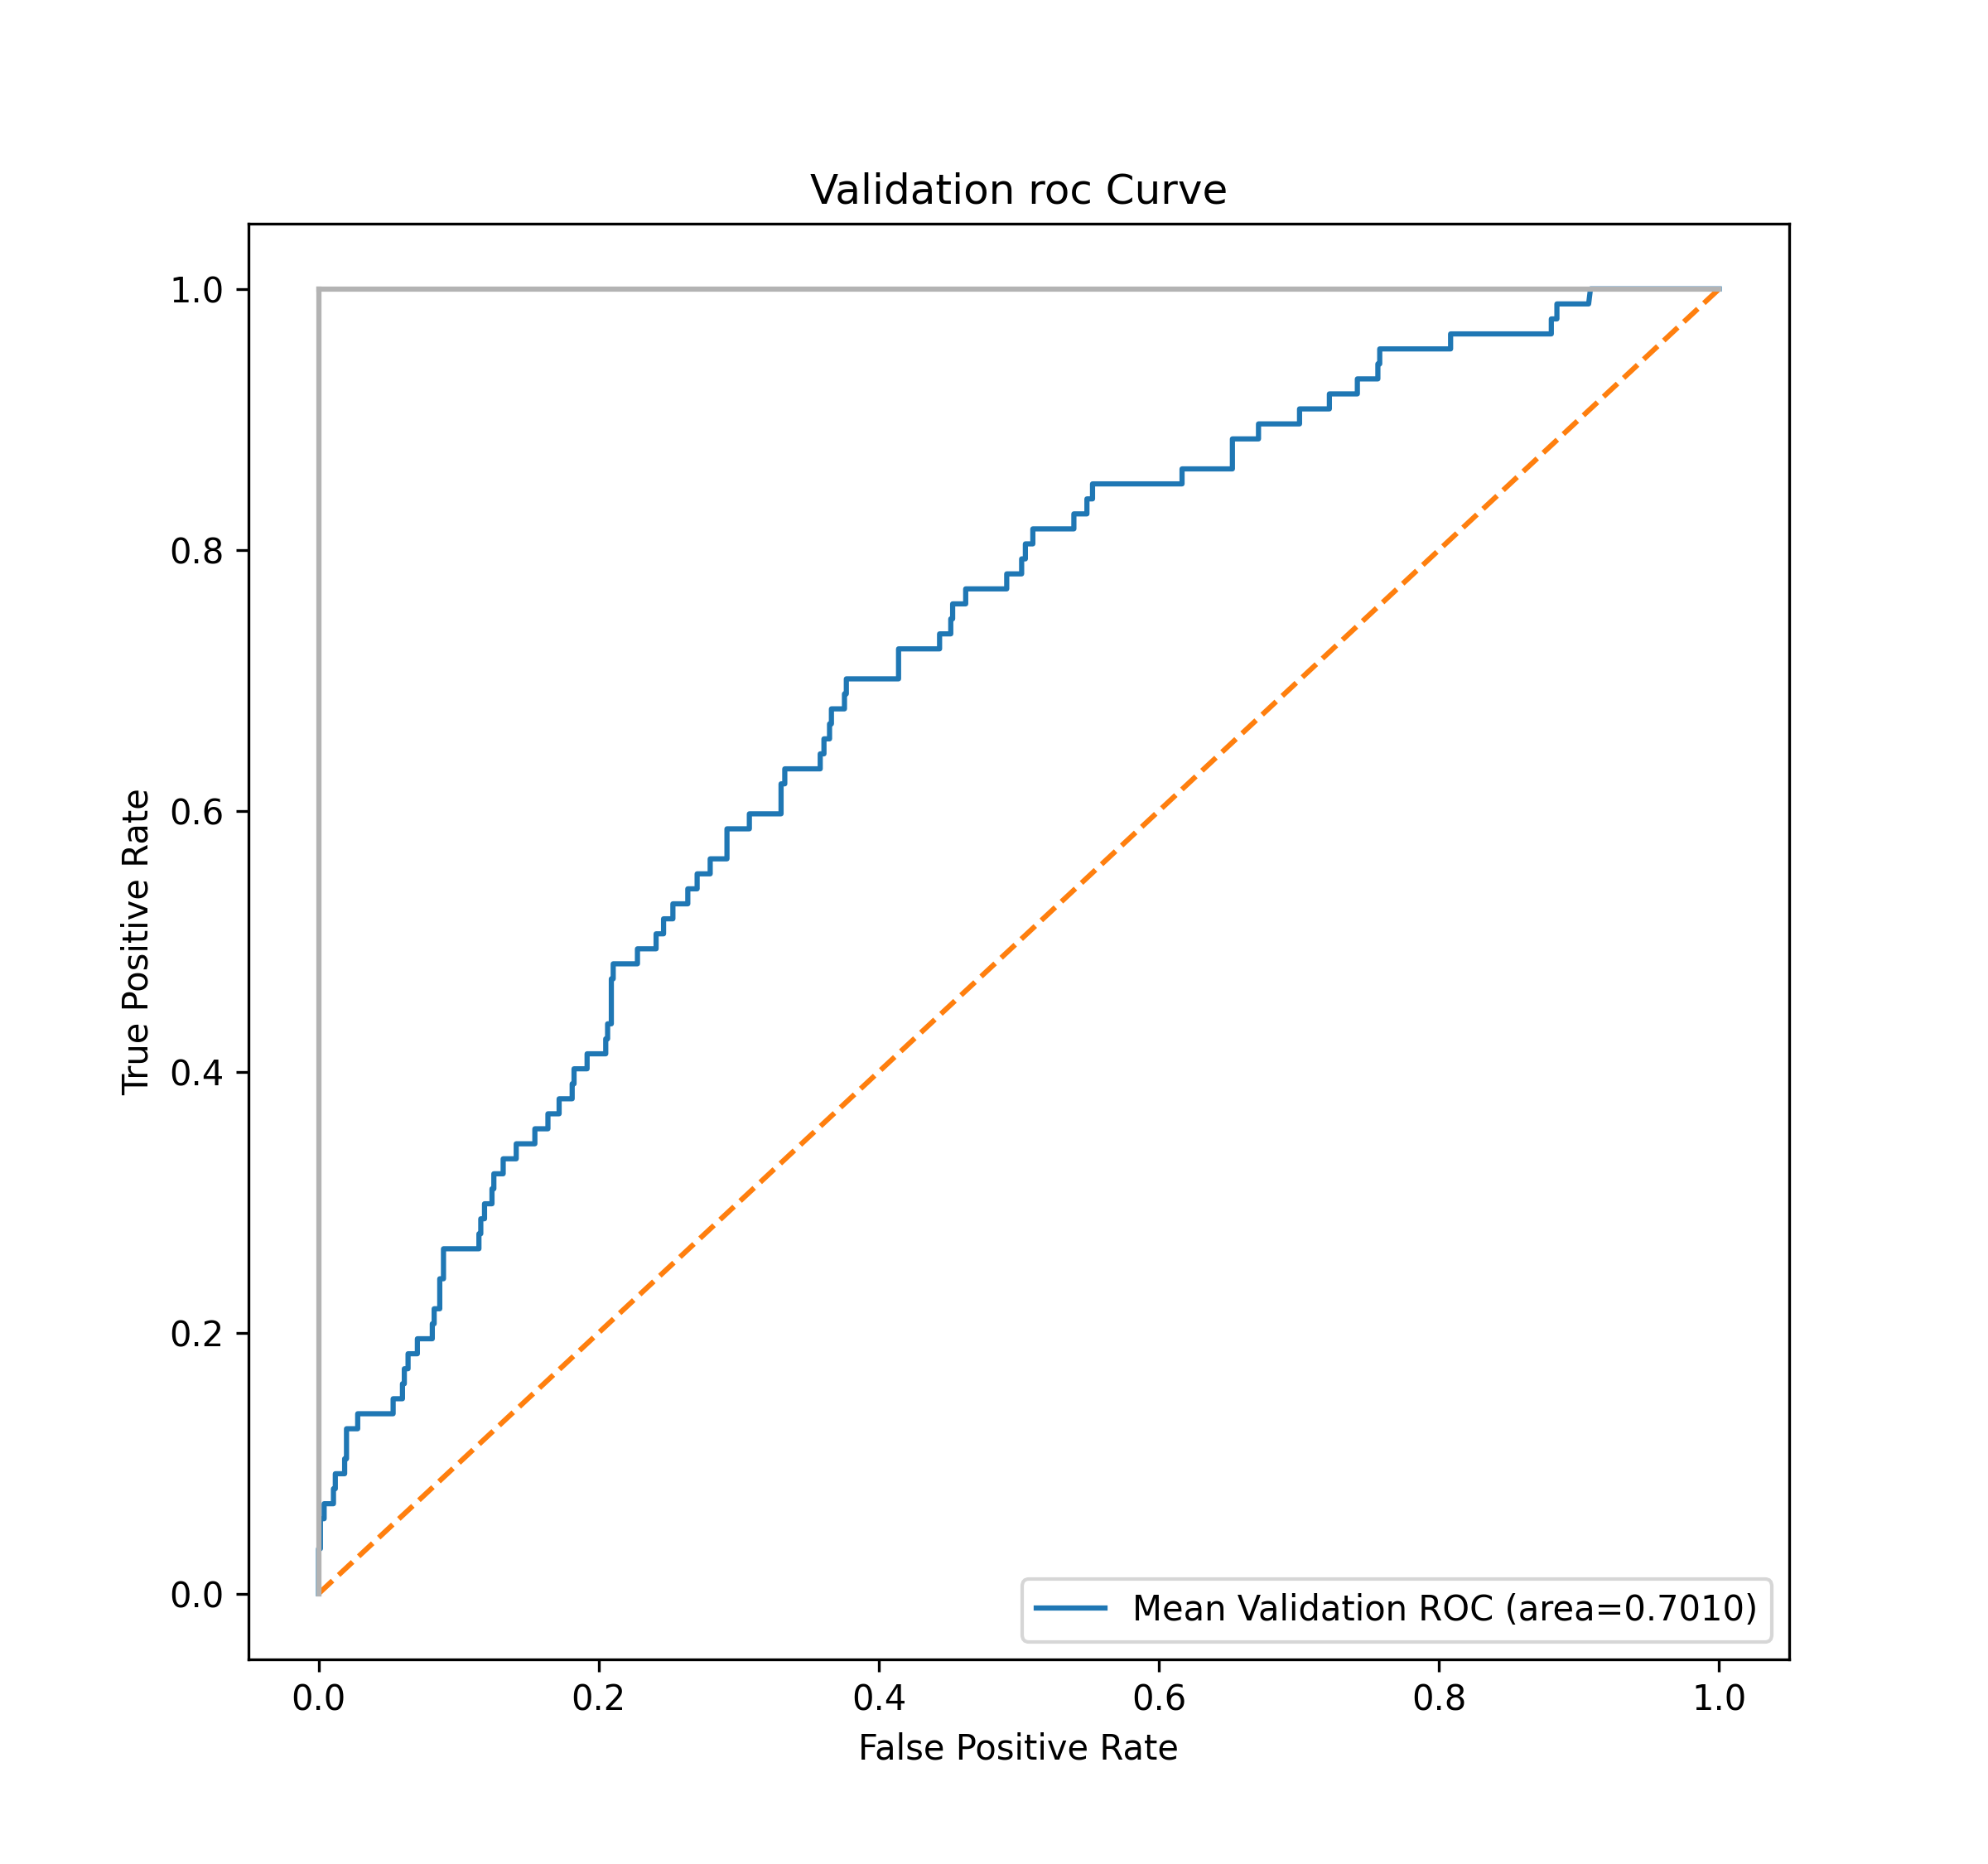 Validation roc Curve
1.0
0.8
0.6
0.4
0.2
0.0
True Positive Rate
Mean Validation ROC (area=0.7010)
0.0 0.2 0.4 0.6 0.8 1.0
False Positive Rate